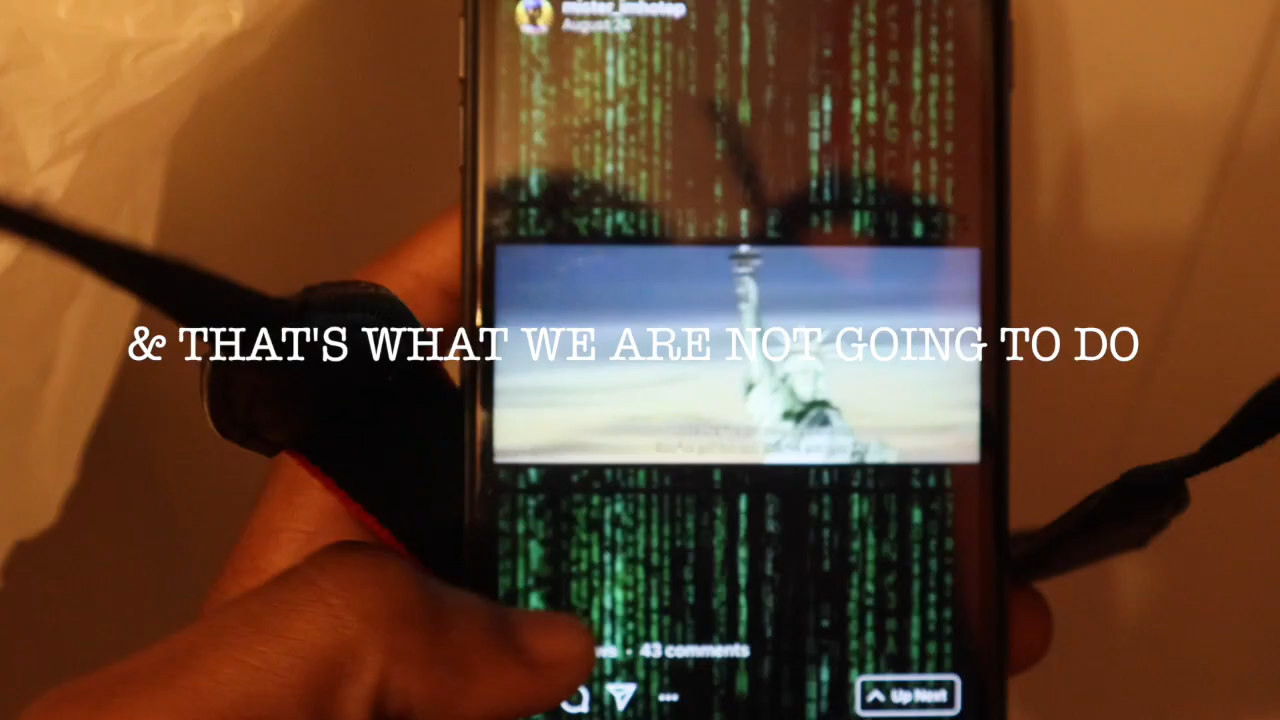 mister_imhotep
August 24
& THAT'S WHAT WE ARE NOT GOING TO DO
43 comments
Up Next